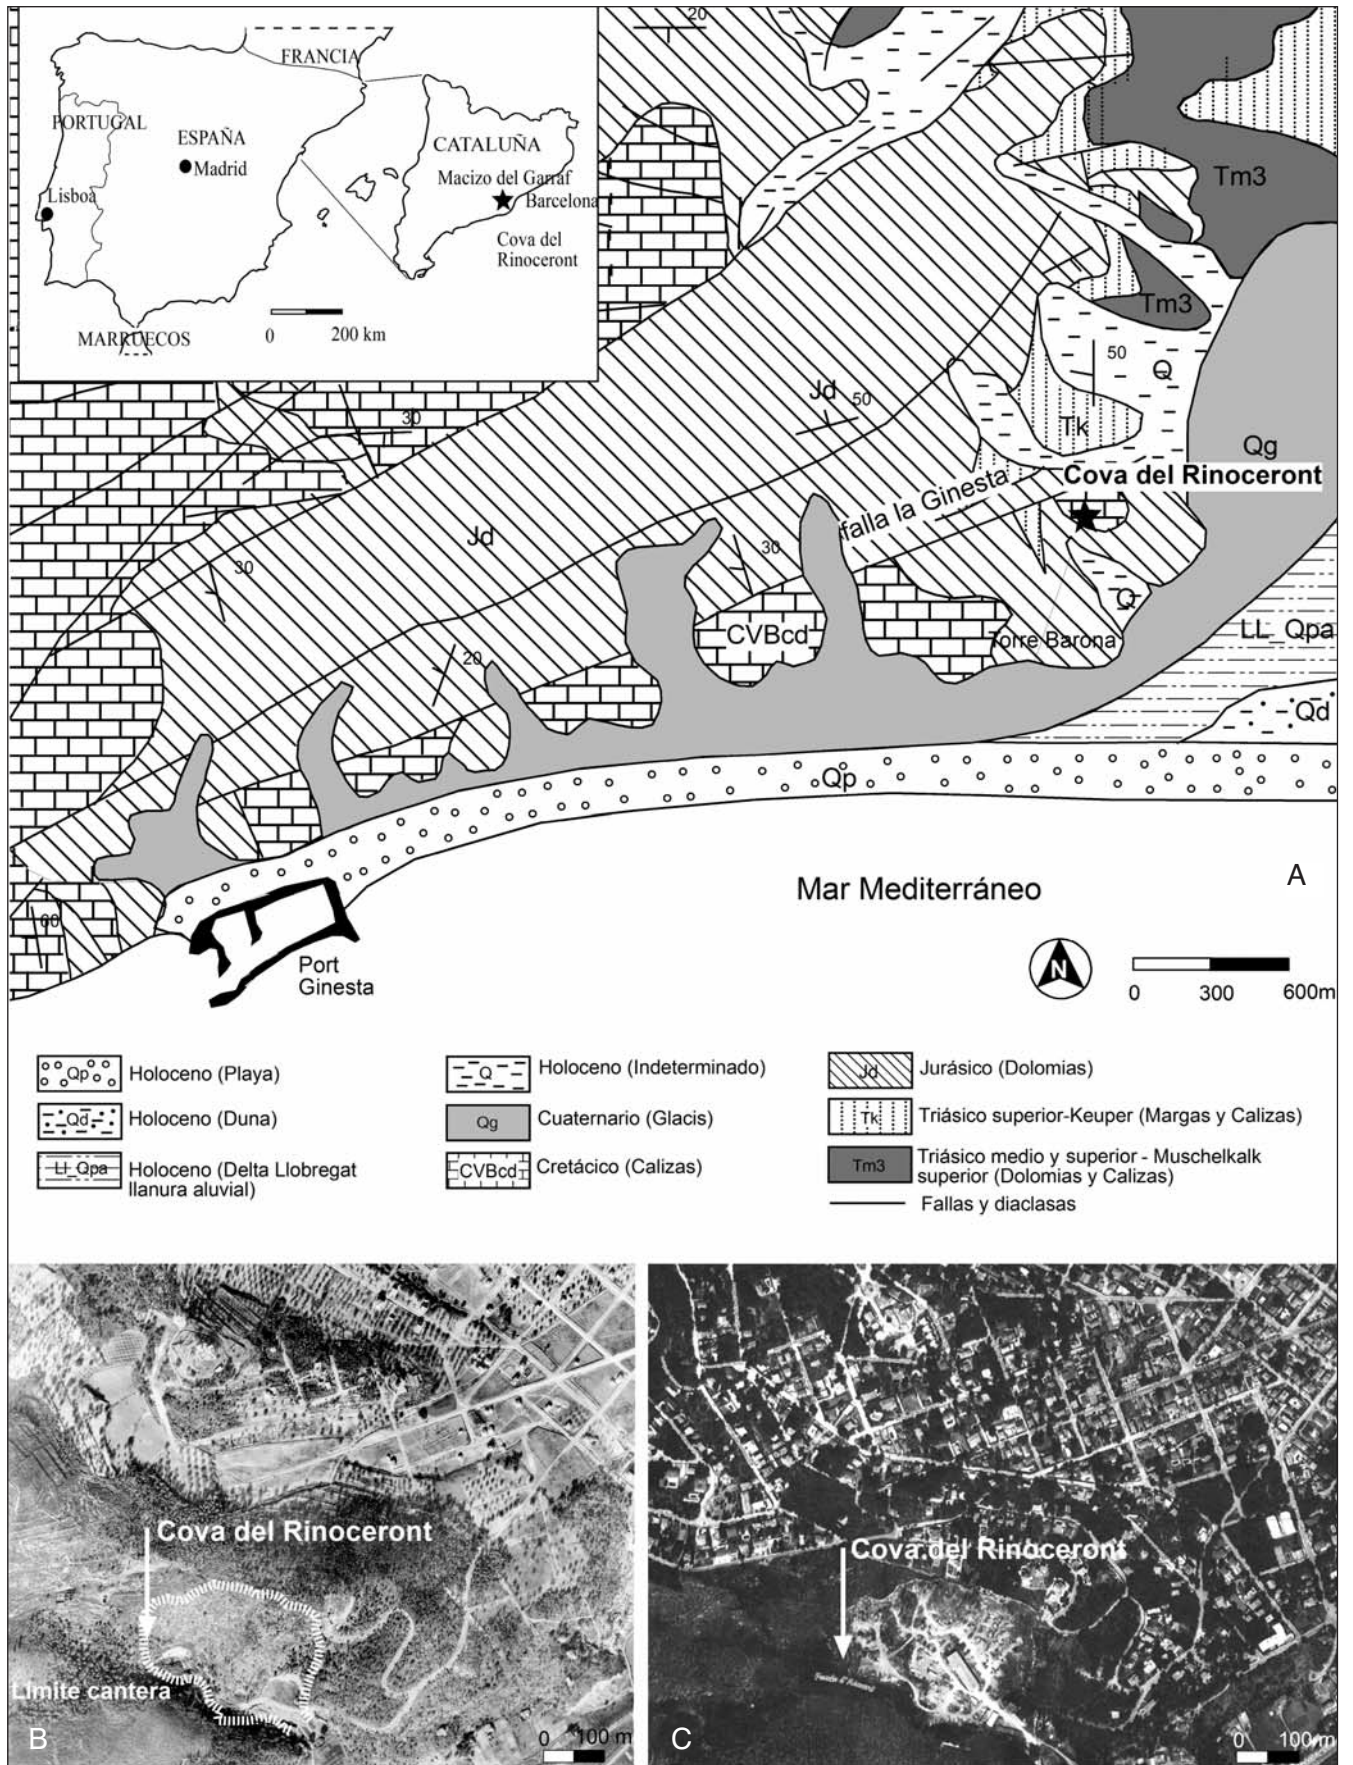 20
A
FRANCIA
PORTUGAL
ESPAÑA
Madrid
Lisboa
CATALUÑA
Macizo del Garraf
Barcelona
Cova del
Rinoceront
0
200 km
MARRUECOS
Tm3
Tm3
50
Q
30
Jd
50
Tk
Qg
Cova del Rinoceront
falla la Ginesta
Jd
30
30
Q
CVBcd
Torre Barona
LL_Qpa
20
Qd
Qp
A
Mar Mediterráneo
60
Port
Ginesta
N
0
300
600m
Qp
Holoceno (Playa)
Qd
Holoceno (Duna)
Ll_Qpa
Holoceno (Delta Llobregat
llanura aluvial)
Q
Holoceno (Indeterminado)
Qg
Cuaternario (Glacis)
CVBcd
Cretácico (Calizas)
Jd
Jurásico (Dolomias)
Tk
Triásico superior-Keuper (Margas y Calizas)
Tm3
Triásico medio y superior - Muschelkalk
superior (Dolomias y Calizas)
Fallas y diaclasas
Cova del Rinoceront
Límite cantera
B
0
100 m
Cova del Rinoceront
C
0
100 m